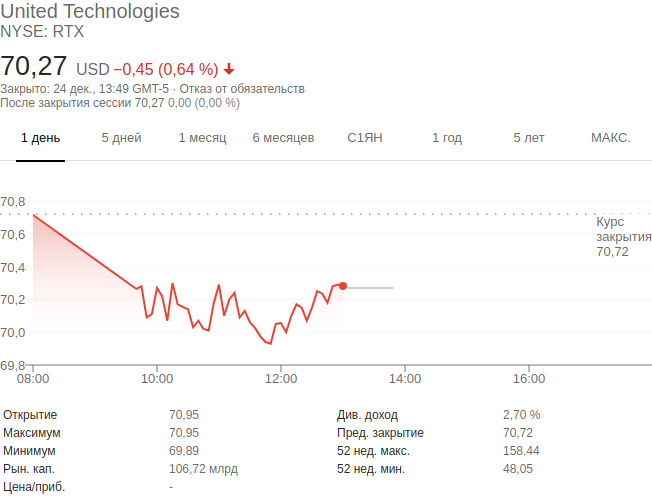 United Technologies
NYSE: RTX
70,27 USD −0,45 (0,64 %)
Закрыто: 24 дек., 13:49 GMT-5 · Отказ от обязательств
После закрытия сессии 70,27 0,00 (0,00 %)
1 день 5 дней 1 месяц 6 месяцев С1ЯН 1 год 5 лет МАКС.
70,8
70,6
70,4
70,2
70,0
69,8
Курс
закрытия
70,72
08:00 10:00 12:00 14:00 16:00
Открытие 70,95 Див. доход 2,70 %
Максимум 70,95 Пред. закрытие 70,72
Минимум 69,89 52 нед. макс. 158,44
Рын. кап. 106,72 млрд 52 нед. мин. 48,05
Цена/приб. -